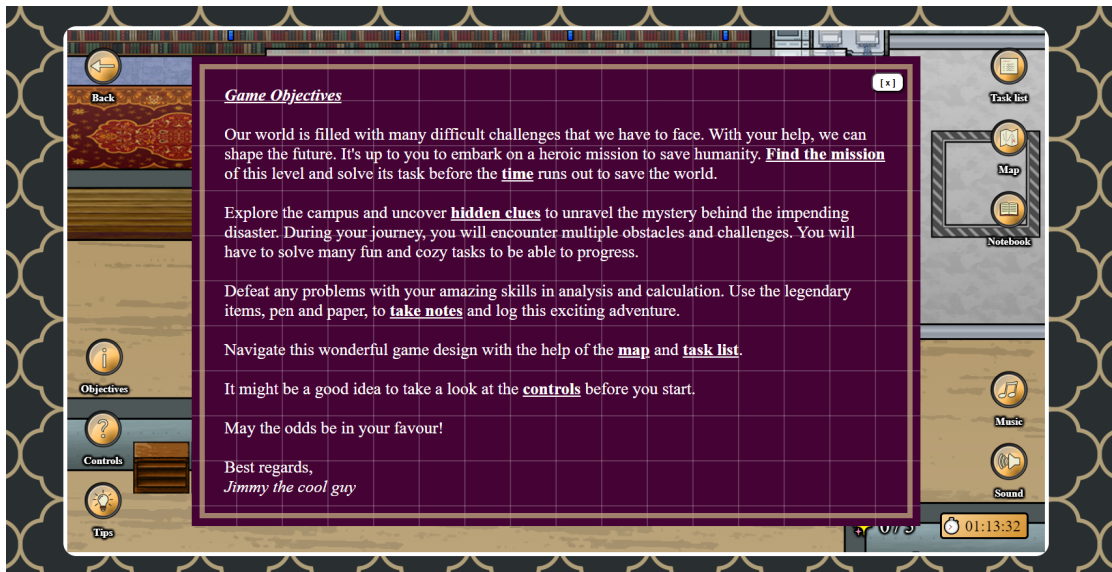 Back
Task list
Map
Notebook
Objectives
Controls
Tips
Music
Sound
[x]
Game Objectives
Our world is filled with many difficult challenges that we have to face. With your help, we can
shape the future. It's up to you to embark on a heroic mission to save humanity. Find the mission
of this level and solve its task before the time runs out to save the world.
Explore the campus and uncover hidden clues to unravel the mystery behind the impending
disaster. During your journey, you will encounter multiple obstacles and challenges. You will
have to solve many fun and cozy tasks to be able to progress.
Defeat any problems with your amazing skills in analysis and calculation. Use the legendary
items, pen and paper, to take notes and log this exciting adventure.
Navigate this wonderful game design with the help of the map and task list.
It might be a good idea to take a look at the controls before you start.
May the odds be in your favour!
Best regards,
Jimmy the cool guy
01:13:32